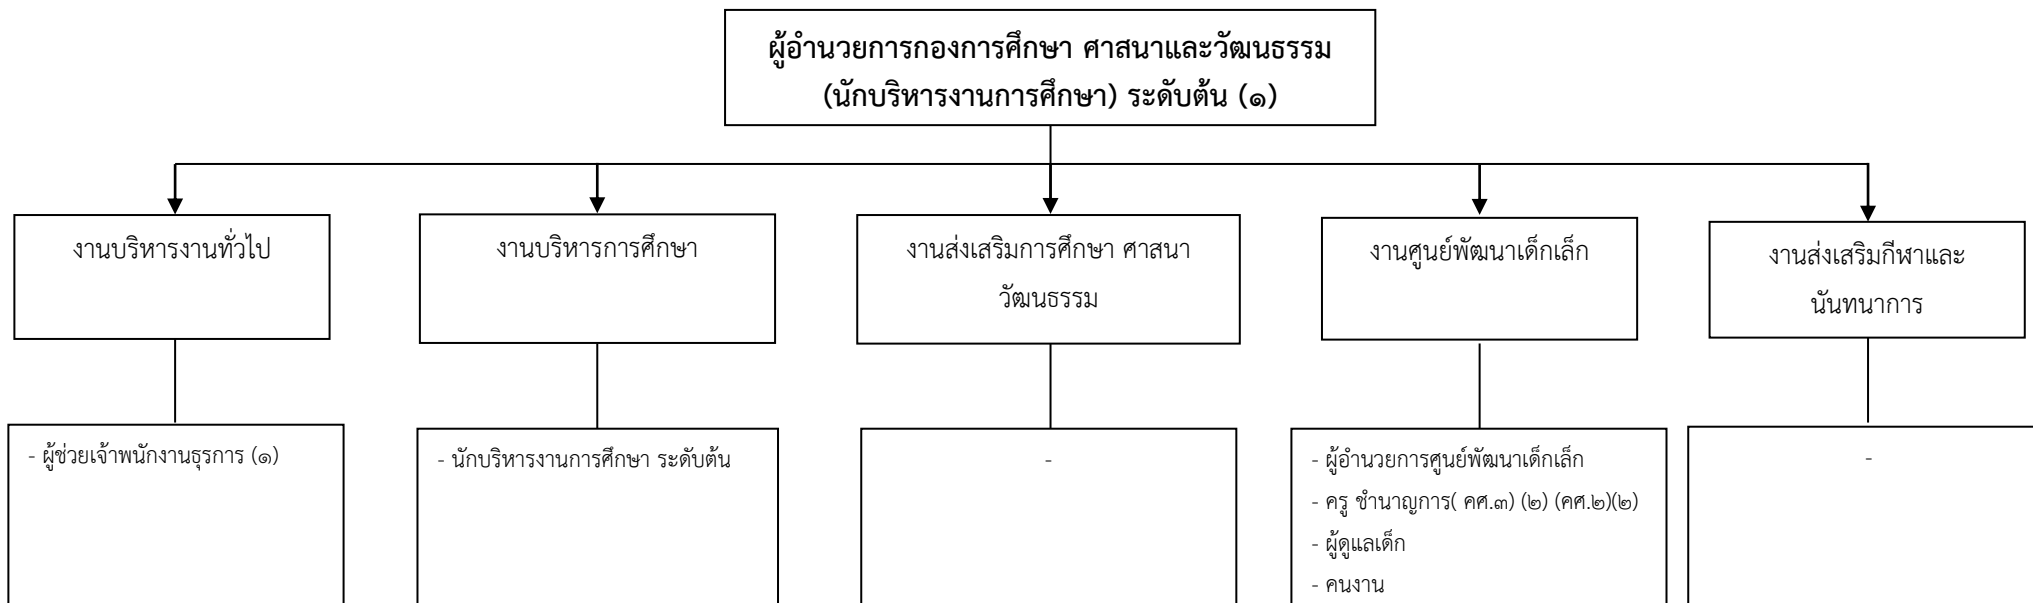 ผู้อำนวยการกองการศึกษา ศาสนาและวัฒนธรรม
(นักบริหารงานการศึกษา) ระดับต้น (๑)
งานบริหารงานทั่วไป
งานบริหารการศึกษา
งานส่งเสริมการศึกษา ศาสนา
วัฒนธรรม
งานศูนย์พัฒนาเด็กเล็ก
งานส่งเสริมกีฬาและ
นันทนาการ
- ผู้ช่วยเจ้าพนักงานธุรการ (๑)
- นักบริหารงานการศึกษา ระดับต้น
-
- ผู้อำนวยการศูนย์พัฒนาเด็กเล็ก
- ครู ชำนาญการ( คศ.๓) (๒) (คศ.๒)(๒)
- ผู้ดูแลเด็ก
- คนงาน
-